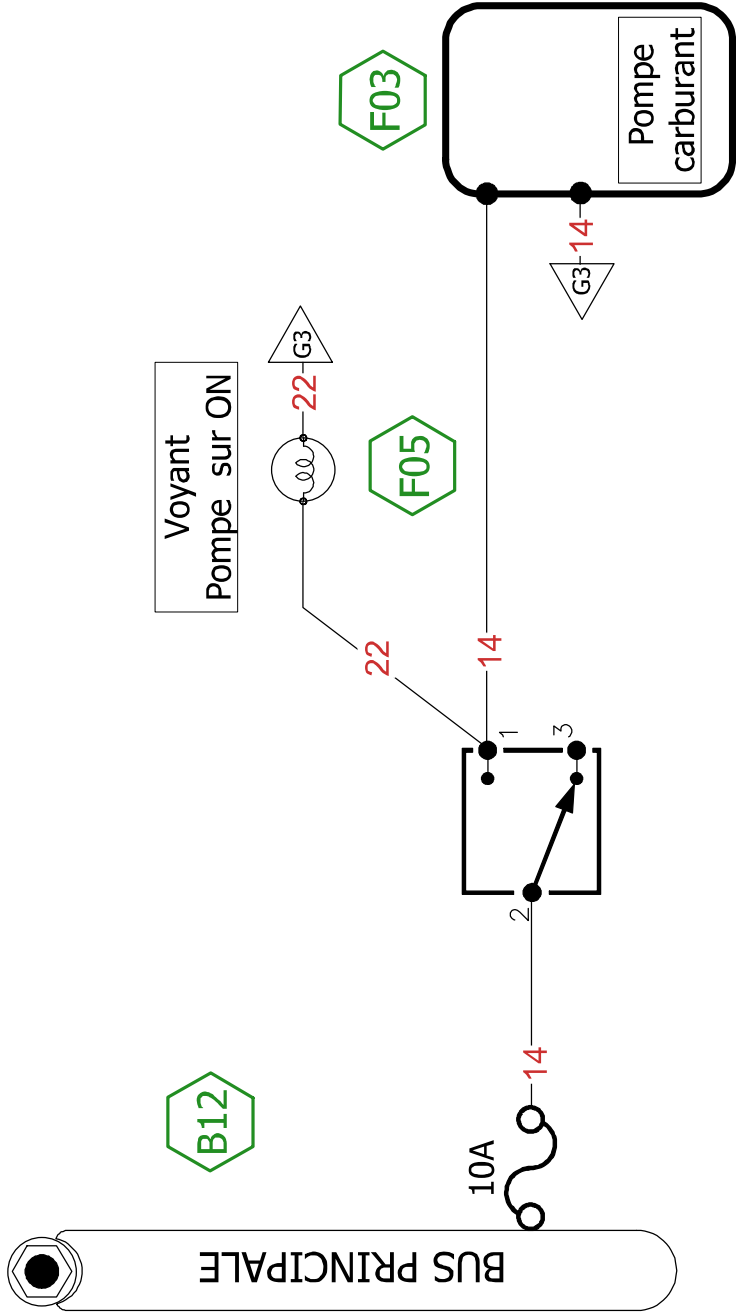 BUS PRINCIPALE
B12
10A
14
2
1
3
22
14
Voyant
Pompe sur ON
22
G3
F05
F03
G3
14
Pompe
carburant